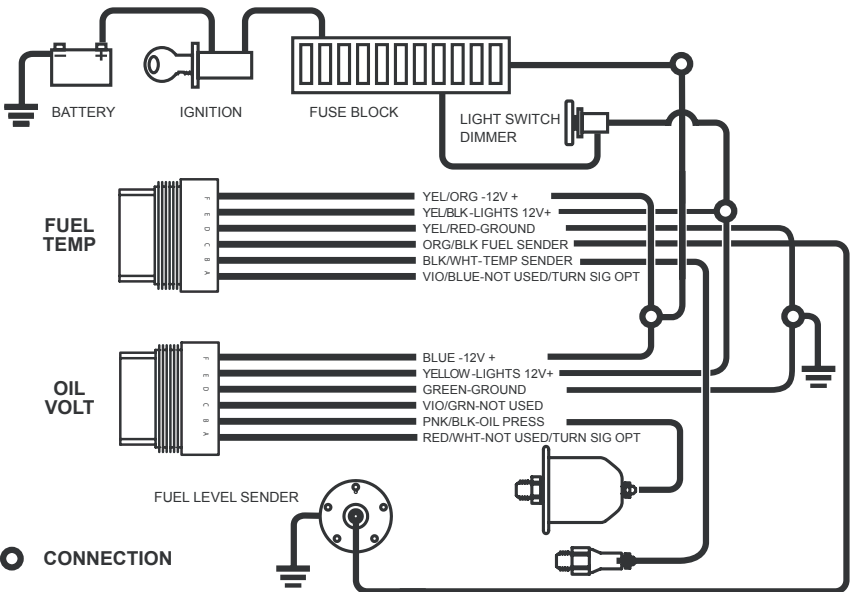 BATTERY
IGNITION
FUSE BLOCK
LIGHT SWITCH
DIMMER
FUEL
TEMP
F
E
D
C
B
A
YEL/ORG -12V +
YEL/BLK-LIGHTS 12V+
YEL/RED-GROUND
ORG/BLK FUEL SENDER
BLK/WHT-TEMP SENDER
VIO/BLUE-NOT USED/TURN SIG OPT
OIL
VOLT
F
E
D
C
B
A
BLUE -12V +
YELLOW-LIGHTS 12V+
GREEN-GROUND
VIO/GRN-NOT USED
PNK/BLK-OIL PRESS
RED/WHT-NOT USED/TURN SIG OPT
FUEL LEVEL SENDER
CONNECTION